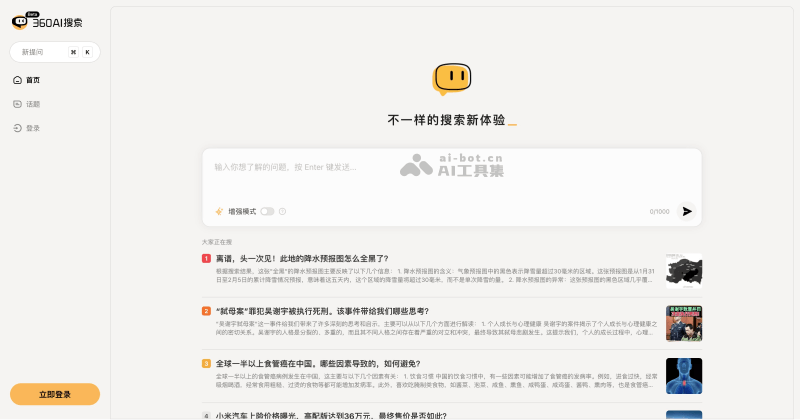 Beta
360AI搜索
新提问
⌘ K
首页
话题
登录
立即登录
不一样的搜索新体验_
输入你想了解的问题，按 Enter 键发送...
ai-bot.cn
AI工具集
增强模式
0/1000
大家正在搜
1 离谱，头一次见！此地的降水预报图怎么全黑了？
根据搜索结果，这张“全黑”的降水预报图主要反映了以下几个信息： 1. 降水预报图的含义：气象预报图中的黑色表示降雪量超过30毫米的区域。这张预报图是从1月31
日至2月5日的累计降雪情况预报，意味着这五天内，这个区域的降雪量将超过30毫米，而不是单次降雪的量。 2. 降水预报图的异常：这张预报图的黑色区域几乎覆...
2 “弑母案”罪犯吴谢宇被执行死刑。该事件带给我们哪些思考？
“吴谢宇弑母案”这一事件给我们带来了许多深刻的思考和启示，主要可以从以下几个方面进行解读： 1. 个人成长与心理健康 吴谢宇的案件揭示了个人成长与心理健康之
间的密切关系。吴谢宇的人格是分裂的、多重的，而且其不同人格之间存在着严重的对立和冲突，最终导致其弑母悲剧发生。这提示我们，个人的成长过程中，心理...
3 全球一半以上食管癌在中国。哪些因素导致的，如何避免？
全球一半以上的食管癌病例发生在中国，这主要与以下几个因素有关： 1. 饮食习惯 中国的饮食习惯中，有一些因素可能增加了食管癌的发病率。例如，进食过快、经常
吸烟喝酒、经常食用粗糙、过烫的食物等都可能增加发病率。此外，喜欢吃腌制类食物，如酱菜、泡菜、咸鱼、熏鱼、咸鸭蛋、咸鸡蛋、酱鸭、熏肉等，也是食管癌...
4 小米汽车上险价格曝光，高配版达到36万元，最终售价是否如此？